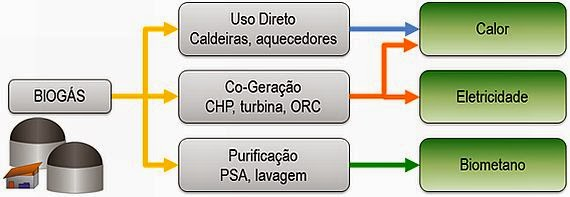 Uso Direto
Caldeiras, aquecedores
Calor
BIOGÁS
Co-Geração
CHP, turbina, ORC
Eletricidade
Purificação
PSA, lavagem
Biometano